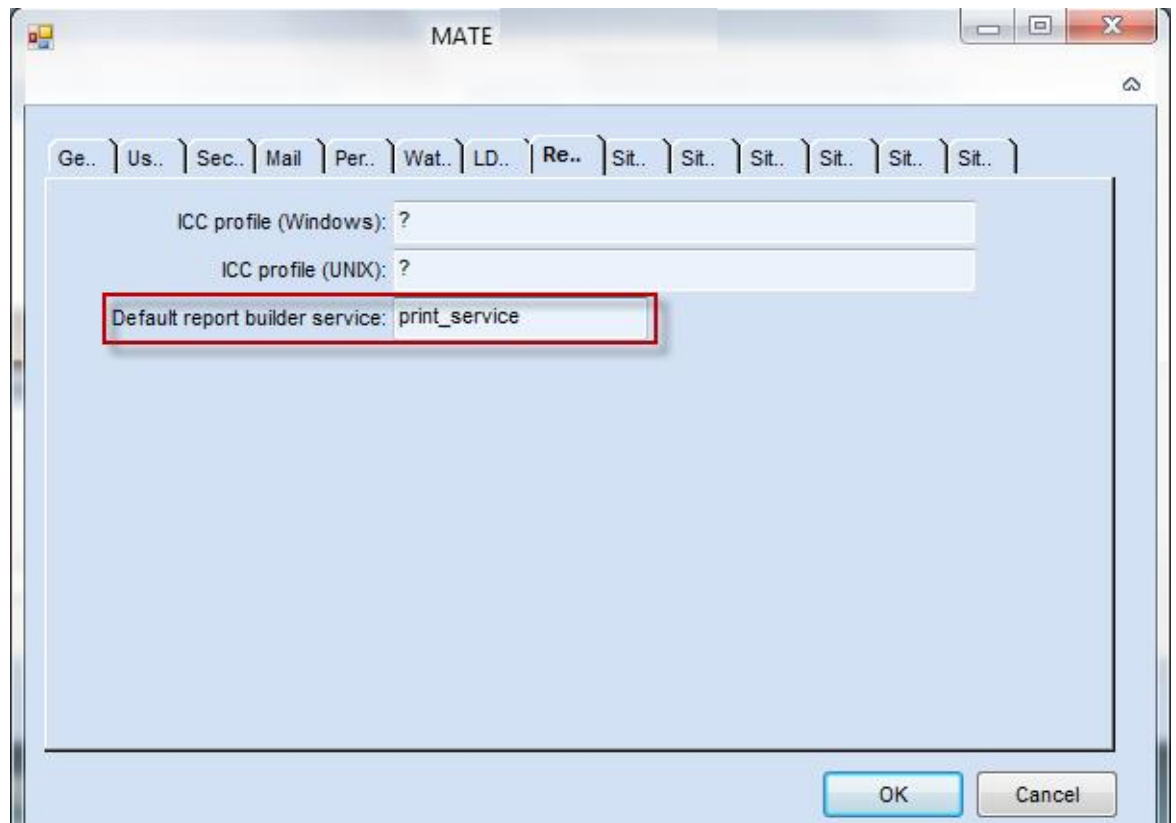 MATE
Ge.. Us.. Sec.. Mail Per.. Wat.. LD.. Re.. Sit.. Sit.. Sit.. Sit.. Sit.. Sit..
ICC profile (Windows): ?
ICC profile (UNIX): ?
Default report builder service: print_service
OK Cancel